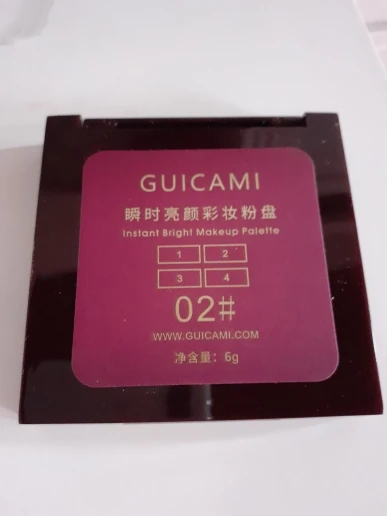 GUICAMI
瞬时亮颜彩妆粉盘
Instant Bright Makeup Palette
1 2
3 4
02#
WWW.GUICAMI.COM
净含量：6g